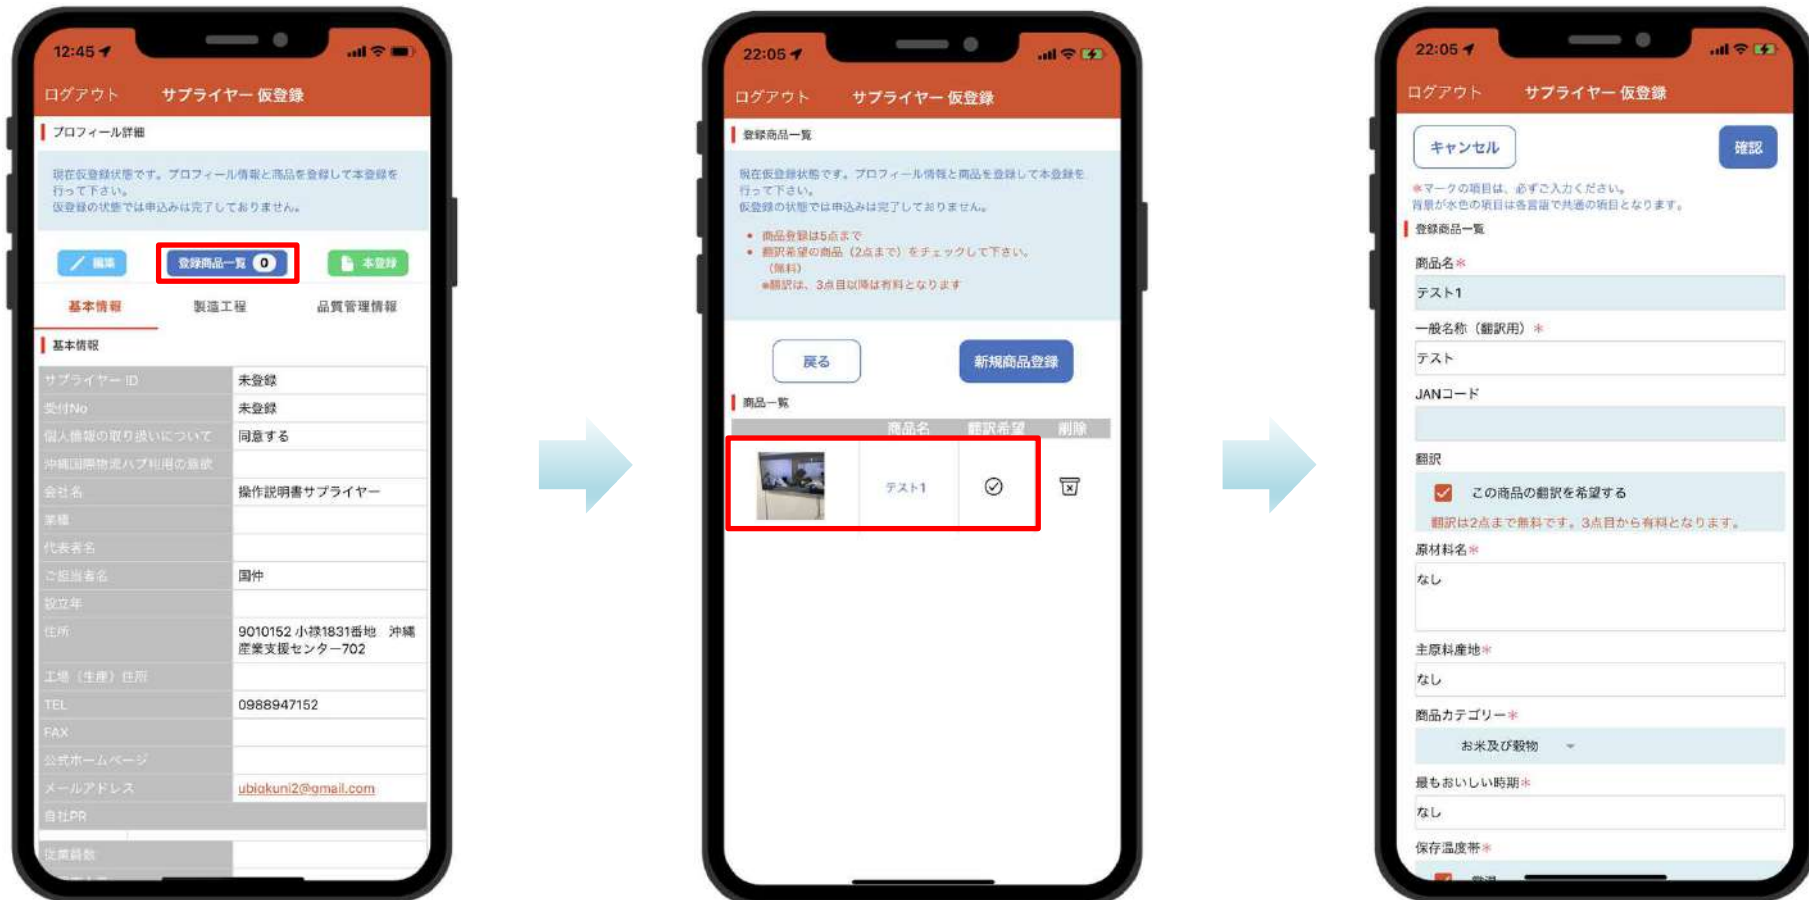 12:45
ログアウト サプライヤー 仮登録
プロフィール詳細
現在仮登録状態です。プロフィール情報と商品を登録して本登録を
行って下さい。
仮登録の状態では申込みは完了しておりません。
編集 登録商品一覧 0 本登録
基本情報 製造工程 品質管理情報
基本情報
サプライヤー ID 未登録
受付No 未登録
個人情報の取り扱いについて 同意する
沖縄国際物流ハブ利用の意欲
会社名 操作説明書サプライヤー
業種
代表者名
ご担当者名 国仲
設立年
住所 9010152 小禄1831番地 沖縄
産業支援センター702
工場（生産）住所
TEL 0988947152
FAX
公式ホームページ
メールアドレス ubiqkuni2@gmail.com
自社PR
従業員数
22:05
ログアウト サプライヤー 仮登録
登録商品一覧
現在仮登録状態です。プロフィール情報と商品を登録して本登録を
行って下さい。
仮登録の状態では申込みは完了しておりません。
• 商品登録は5点まで
• 翻訳希望の商品（2点まで）をチェックして下さい。
（無料）
※翻訳は、3点目以降は有料となります
戻る 新規商品登録
商品一覧
商品名 翻訳希望 削除
テスト1
22:05
ログアウト サプライヤー 仮登録
キャンセル 確認
＊マークの項目は、必ずご入力ください。
背景が水色の項目は各言語で共通の項目となります。
登録商品一覧
商品名＊
テスト1
一般名称（翻訳用）＊
テスト
JANコード
翻訳
この商品の翻訳を希望する
翻訳は2点まで無料です。3点目から有料となります。
原材料名＊
なし
主原料産地＊
なし
商品カテゴリー＊
お米及び穀物
最もおいしい時期＊
なし
保存温度帯＊